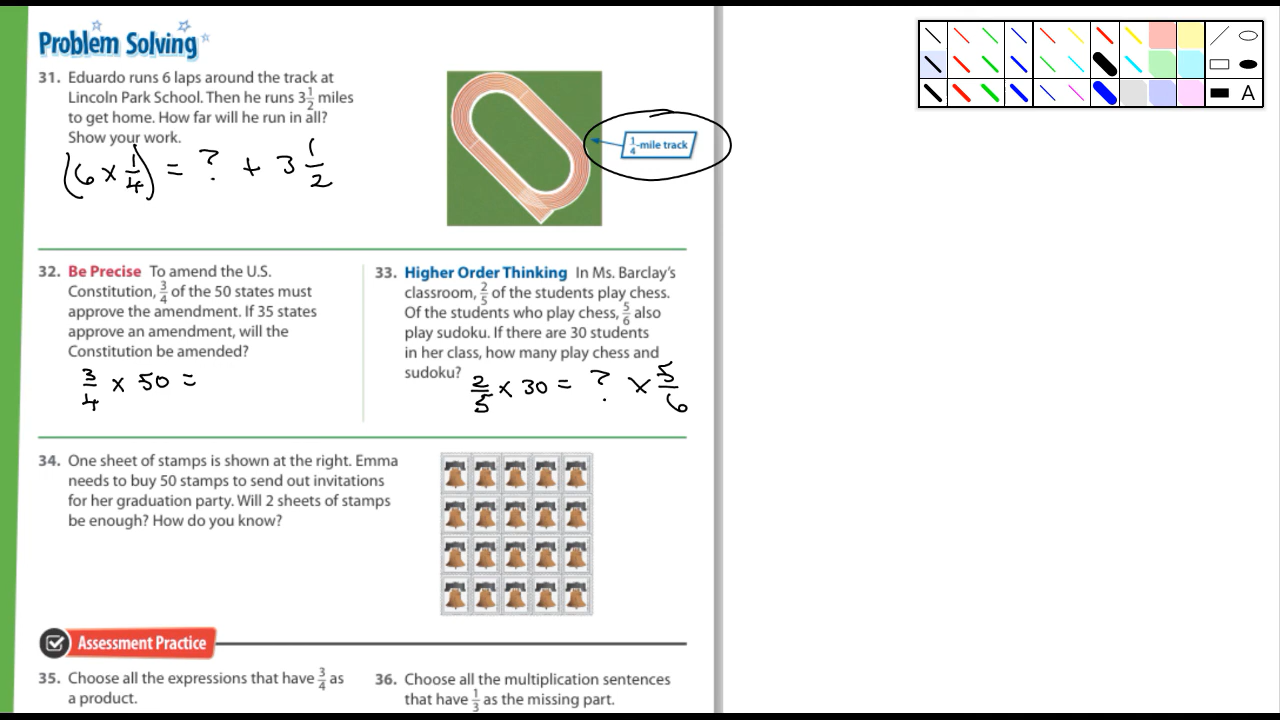 Problem Solving
31. Eduardo runs 6 laps around the track at
Lincoln Park School. Then he runs 3 1/2 miles
to get home. How far will he run in all?
Show your work.
(6 x 1/4) = ? + 3 1/2
1/4-mile track
32. Be Precise To amend the U.S.
Constitution, 3/4 of the 50 states must
approve the amendment. If 35 states
approve an amendment, will the
Constitution be amended?
3/4 x 50 =
33. Higher Order Thinking In Ms. Barclay’s
classroom, 2/5 of the students play chess.
Of the students who play chess, 5/6 also
play sudoku. If there are 30 students
in her class, how many play chess and
sudoku?
2/5 x 30 = ? x 5/6
34. One sheet of stamps is shown at the right. Emma
needs to buy 50 stamps to send out invitations
for her graduation party. Will 2 sheets of stamps
be enough? How do you know?
Assessment Practice
35. Choose all the expressions that have 3/4 as
a product.
36. Choose all the multiplication sentences
that have 1/3 as the missing part.
A